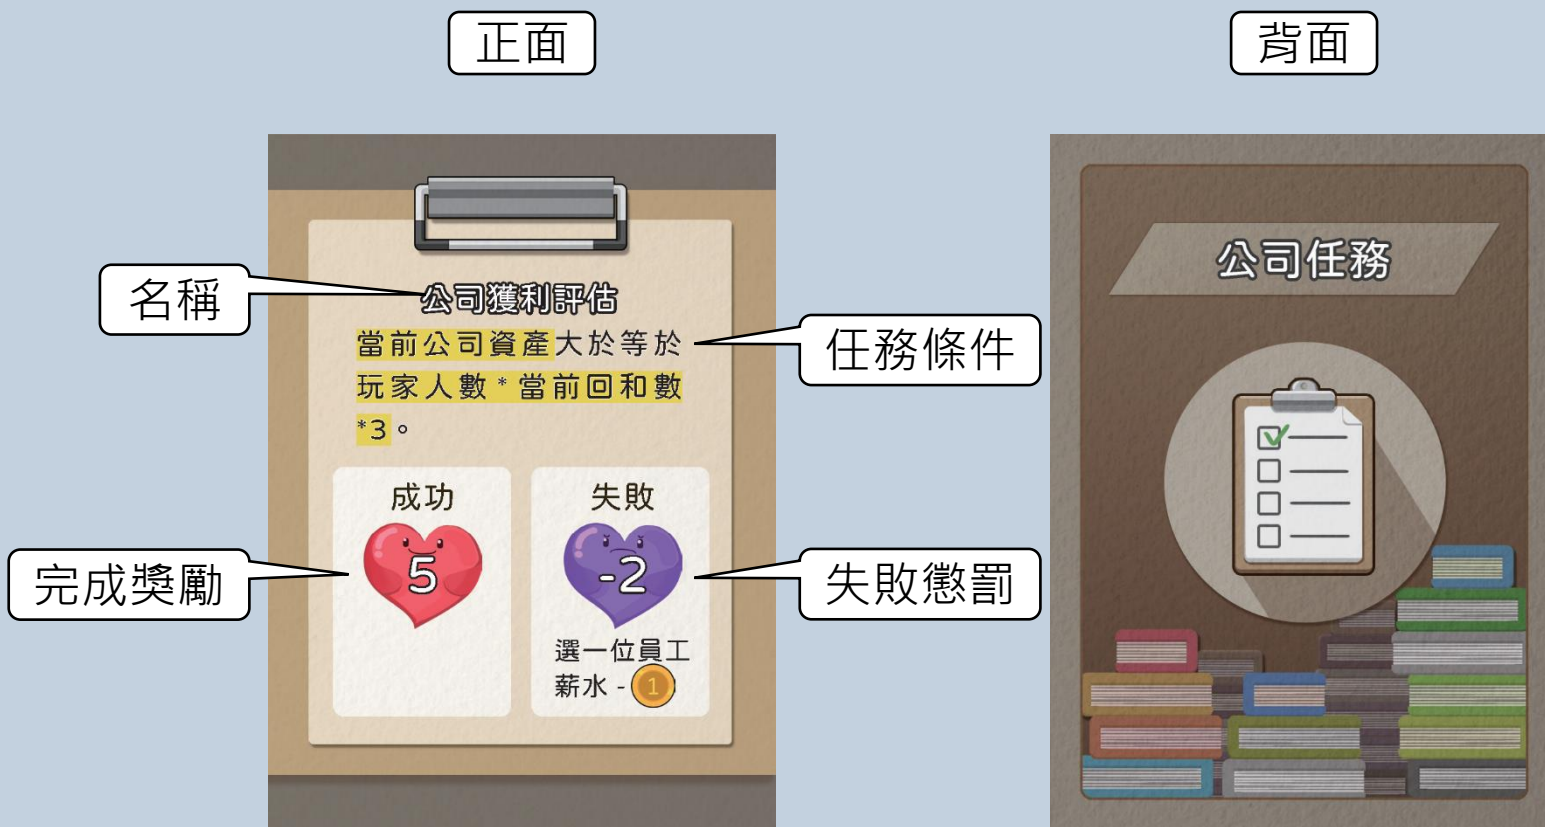 正面
背面
名稱
公司獲利評估
當前公司資產大於等於
玩家人數*當前回和數
*3。
任務條件
成功
5
失敗
-2
選一位員工
薪水 - 1
完成獎勵
失敗懲罰
公司任務